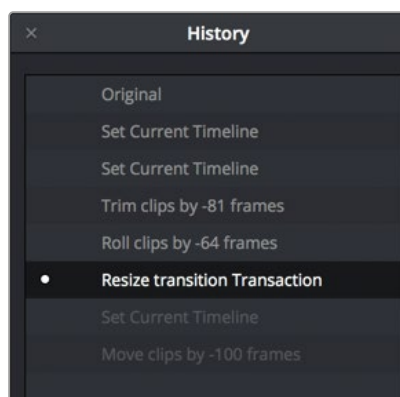 × History
Original
Set Current Timeline
Set Current Timeline
Trim clips by -81 frames
Roll clips by -64 frames
Resize transition Transaction
Set Current Timeline
Move clips by -100 frames